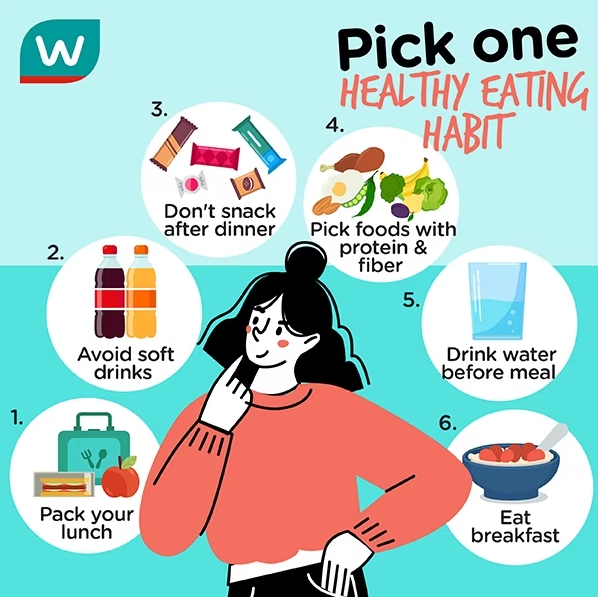 W
Pick one
HEALTHY EATING
HABIT
1.
Pack your
lunch
2.
Avoid soft
drinks
3.
Don't snack
after dinner
4.
Pick foods with
protein &
fiber
5.
Drink water
before meal
6.
Eat
breakfast